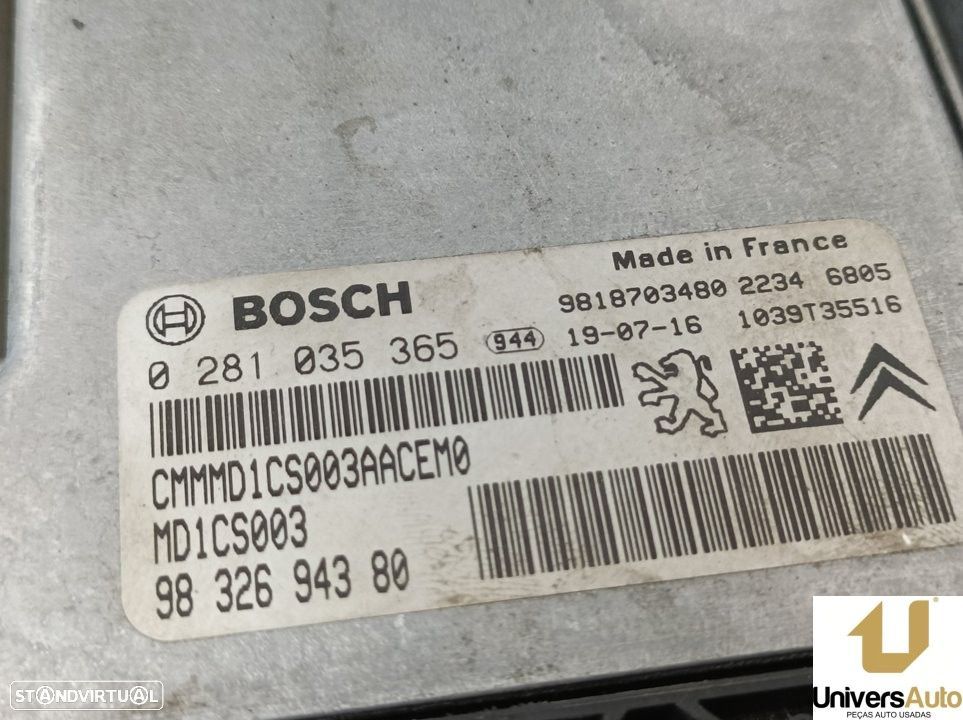 Made in France
BOSCH
9818703480 2234 6805
0 281 035 365 944 19-07-16 1039T35516
CMMMD1CS003AACEM0
MD1CS003
98 326 943 80
STANDVIRTUAL
UniversAuto
PEÇAS AUTO USADAS